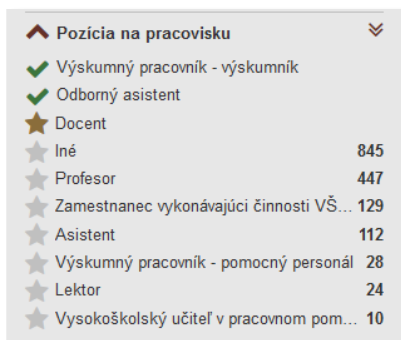 Pozícia na pracovisku
Výskumný pracovník - výskumník
Odborný asistent
Docent
Iné 845
Profesor 447
Zamestnanec vykonávajúci činnosti VŠ... 129
Asistent 112
Výskumný pracovník - pomocný personál 28
Lektor 24
Vysokoškolský učiteľ v pracovnom pom... 10